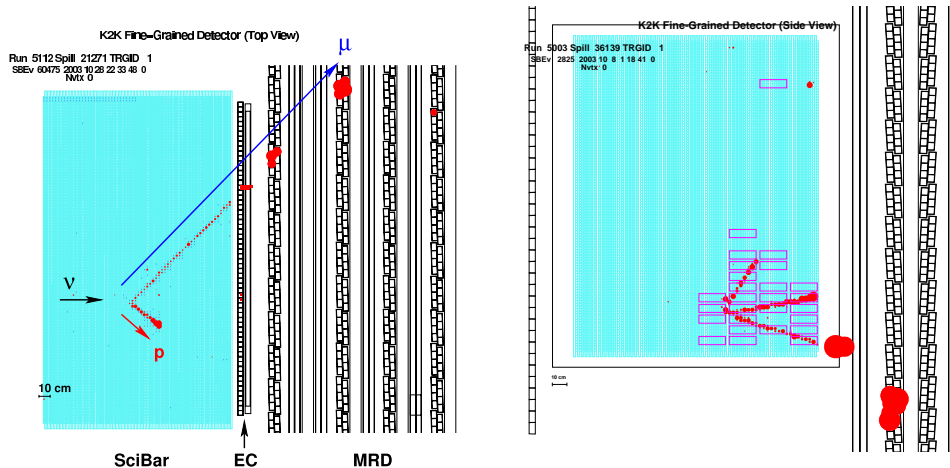 K2K Fine-Grained Detector (Top View)
Run 5112 Spill 21271 TRGID 1
SBEv 60475 2003 10 28 22 33 48 0
Nvtx 0
μ
ν
p
10 cm
SciBar
EC
MRD
K2K Fine-Grained Detector (Side View)
Run 5003 Spill 36139 TRGID 1
SBEv 2825 2003 10 8 1 18 41 0
Nvtx 0
10 cm